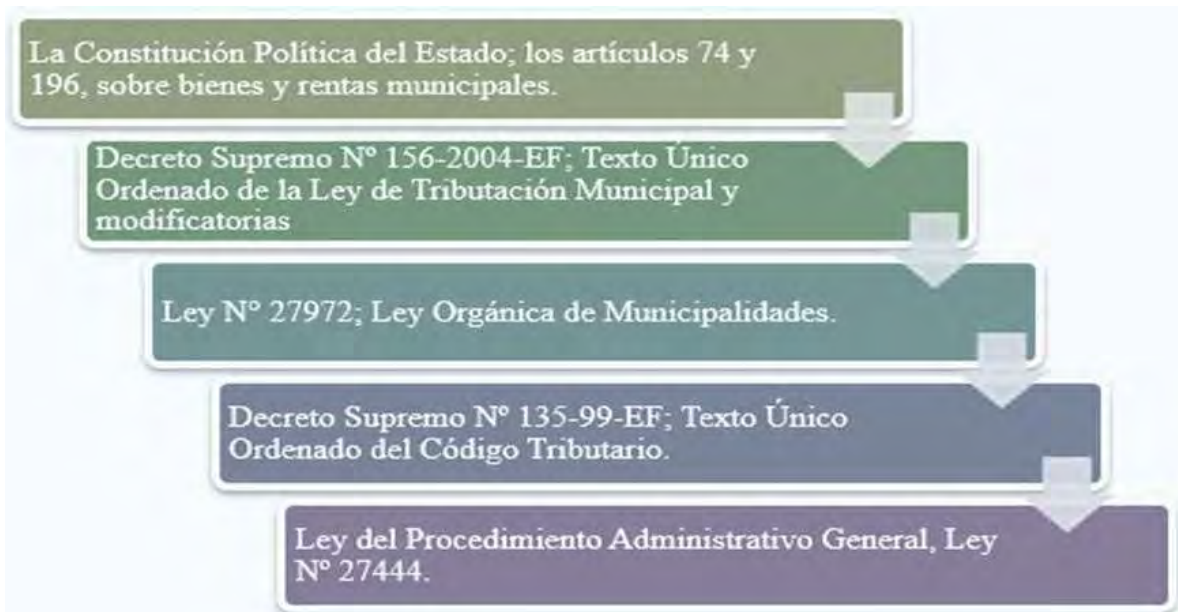 La Constitución Política del Estado; los artículos 74 y
196, sobre bienes y rentas municipales.
Decreto Supremo Nº 156-2004-EF; Texto Único
Ordenado de la Ley de Tributación Municipal y
modificatorias
Ley N° 27972; Ley Orgánica de Municipalidades.
Decreto Supremo Nº 135-99-EF; Texto Único
Ordenado del Código Tributario.
Ley del Procedimiento Administrativo General, Ley
Nº 27444.